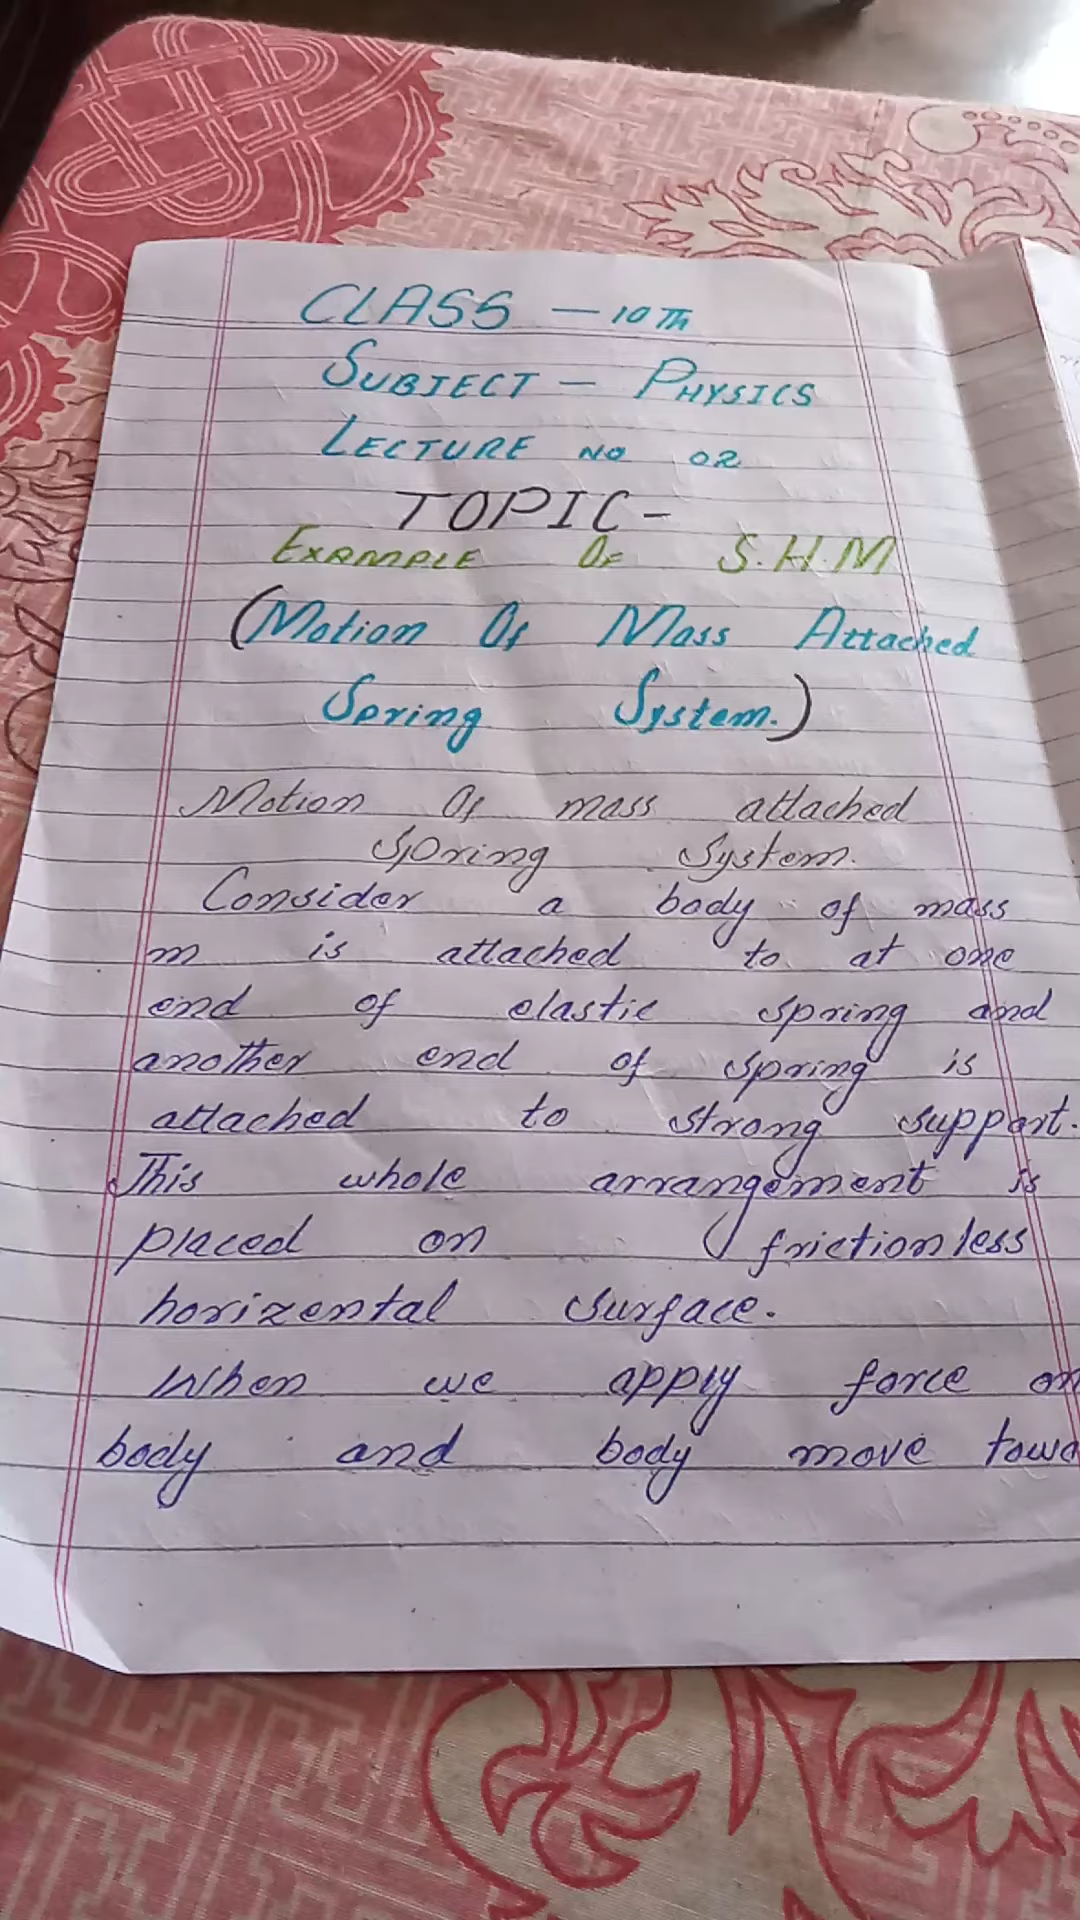 CLASS — 10Th
SUBJECT — PHYSICS
LECTURE NO 02
TOPIC-
EXAMPLE OF S.H.M
(Motion Of Mass Attached
Spring System.)
Motion Of mass attached
Spring System.
Consider a body of mass
m is attached to at one
end of elastic spring and
another end of spring is
attached to strong support.
This whole arrangement is
placed on frictionless
horizental surface.
When we apply force on
body and body move towa